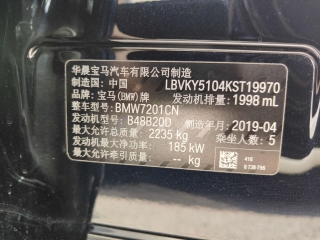 华晨宝马汽车有限公司制造
制造国：中国 LBVKY5104KST19970
品牌：宝马(BMW)牌 发动机排量：1998 mL
整车型号：BMW7201CN
发动机型号：B48B20D 制造年月：2019-04
最大允许总质量：2235 kg 乘坐人数：5
最大净功率：185 kW
最大允许牵引质量：-- kg